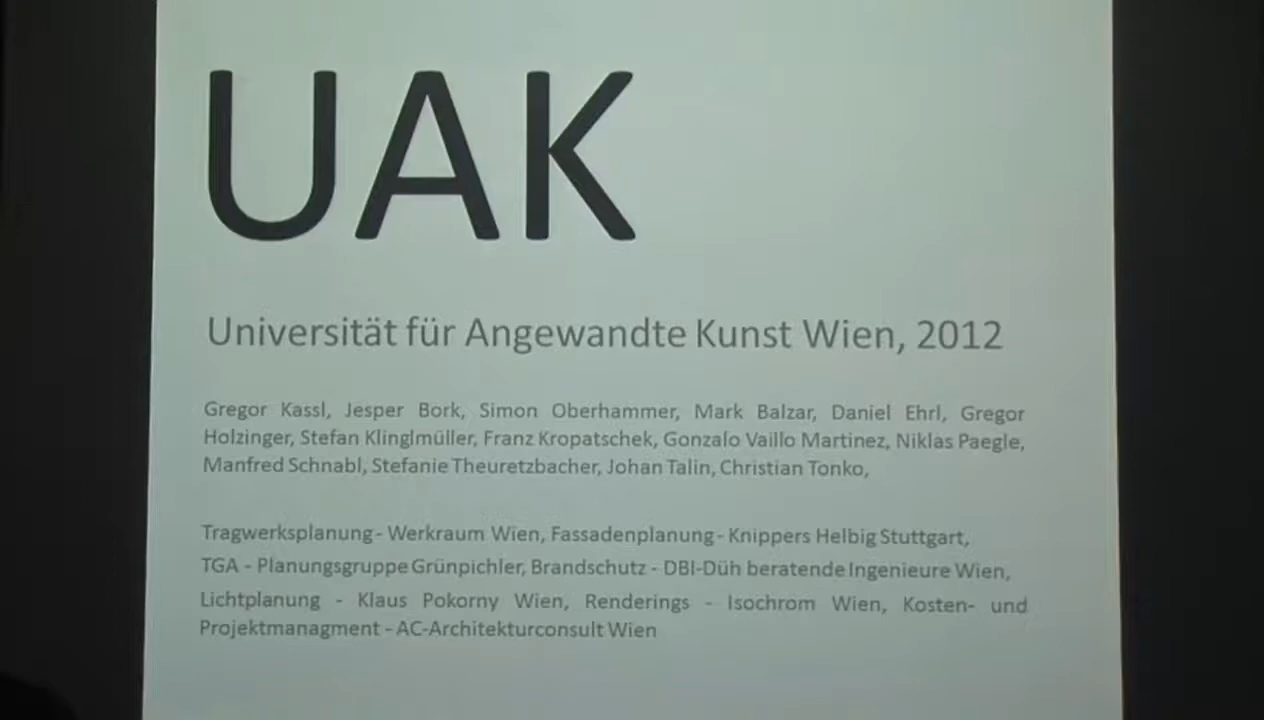 UAK
Universität für Angewandte Kunst Wien, 2012
Gregor Kassl, Jesper Bork, Simon Oberhammer, Mark Balzar, Daniel Ehrl, Gregor
Holzinger, Stefan Klinglmüller, Franz Kropatschek, Gonzalo Vaillo Martinez, Niklas Paegle,
Manfred Schnabl, Stefanie Theuretzbacher, Johan Talin, Christian Tonko,
Tragwerksplanung - Werkraum Wien, Fassadenplanung - Knippers Helbig Stuttgart,
TGA - Planungsgruppe Grünpichler, Brandschutz - DBI-Düh beratende Ingenieure Wien,
Lichtplanung - Klaus Pokorny Wien, Renderings - Isochrom Wien, Kosten- und
Projektmanagment - AC-Architekturconsult Wien